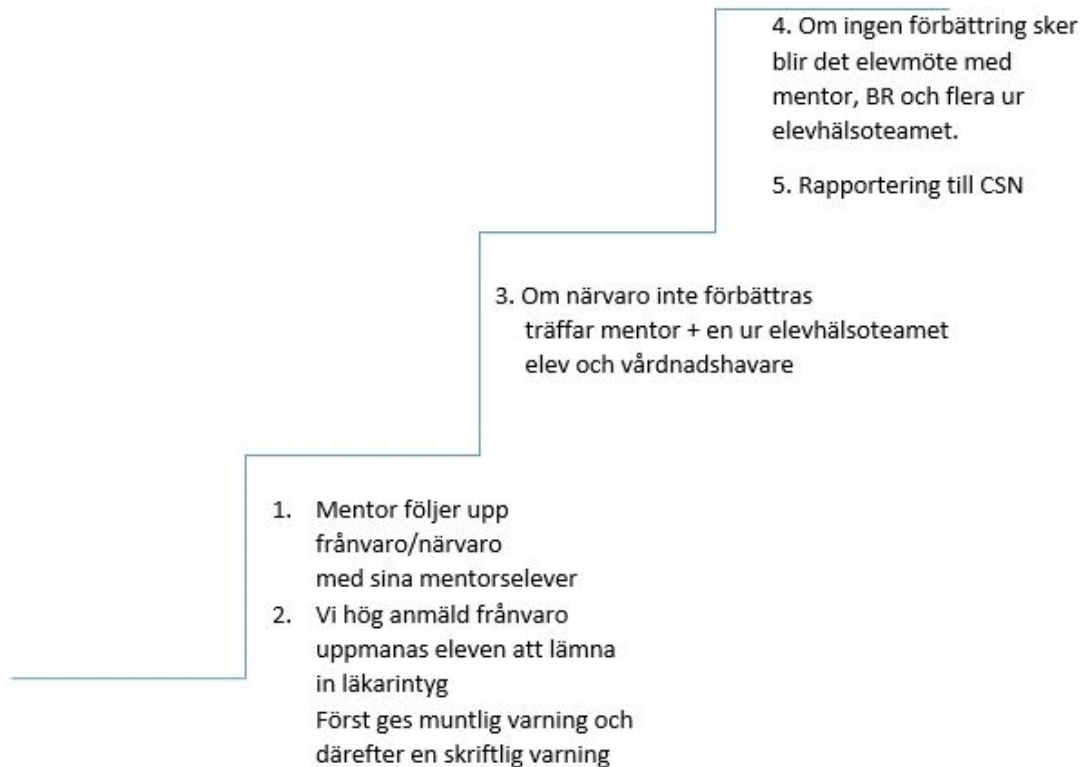 4. Om ingen förbättring sker
blir det elevmöte med
mentor, BR och flera ur
elevhälsoteamet.
5. Rapportering till CSN
3. Om närvaro inte förbättras
träffar mentor + en ur elevhälsoteamet
elev och vårdnadshavare
1. Mentor följer upp
frånvaro/närvaro
med sina mentorselever
2. Vi hög anmäld frånvaro
uppmanas eleven att lämna
in läkarintyg
Först ges muntlig varning och
därefter en skriftlig varning